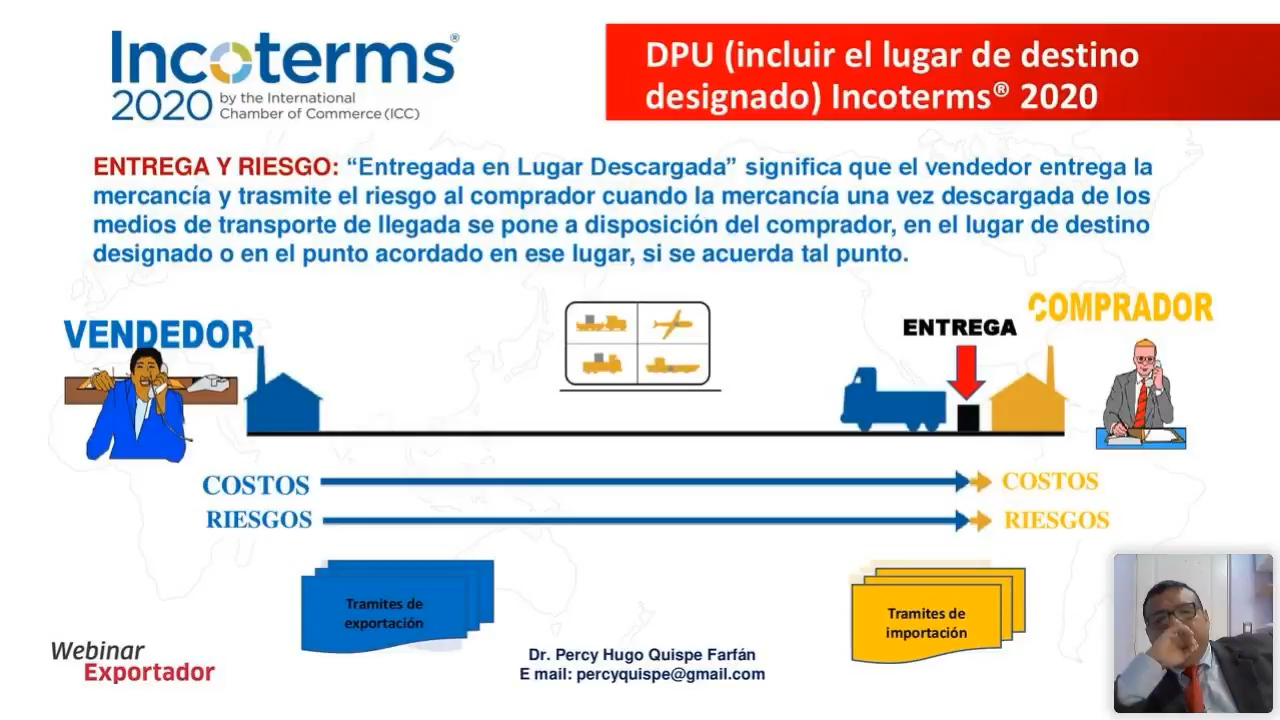 Incoterms®
2020 by the International
Chamber of Commerce (ICC)
DPU (incluir el lugar de destino
designado) Incoterms® 2020
ENTREGA Y RIESGO: “Entregada en Lugar Descargada” significa que el vendedor entrega la
mercancía y trasmite el riesgo al comprador cuando la mercancía una vez descargada de los
medios de transporte de llegada se pone a disposición del comprador, en el lugar de destino
designado o en el punto acordado en ese lugar, si se acuerda tal punto.
VENDEDOR
ENTREGA
COMPRADOR
COSTOS
COSTOS
RIESGOS
RIESGOS
Tramites de
exportación
Tramites de
importación
Webinar
Exportador
Dr. Percy Hugo Quispe Farfán
E mail: percyquispe@gmail.com